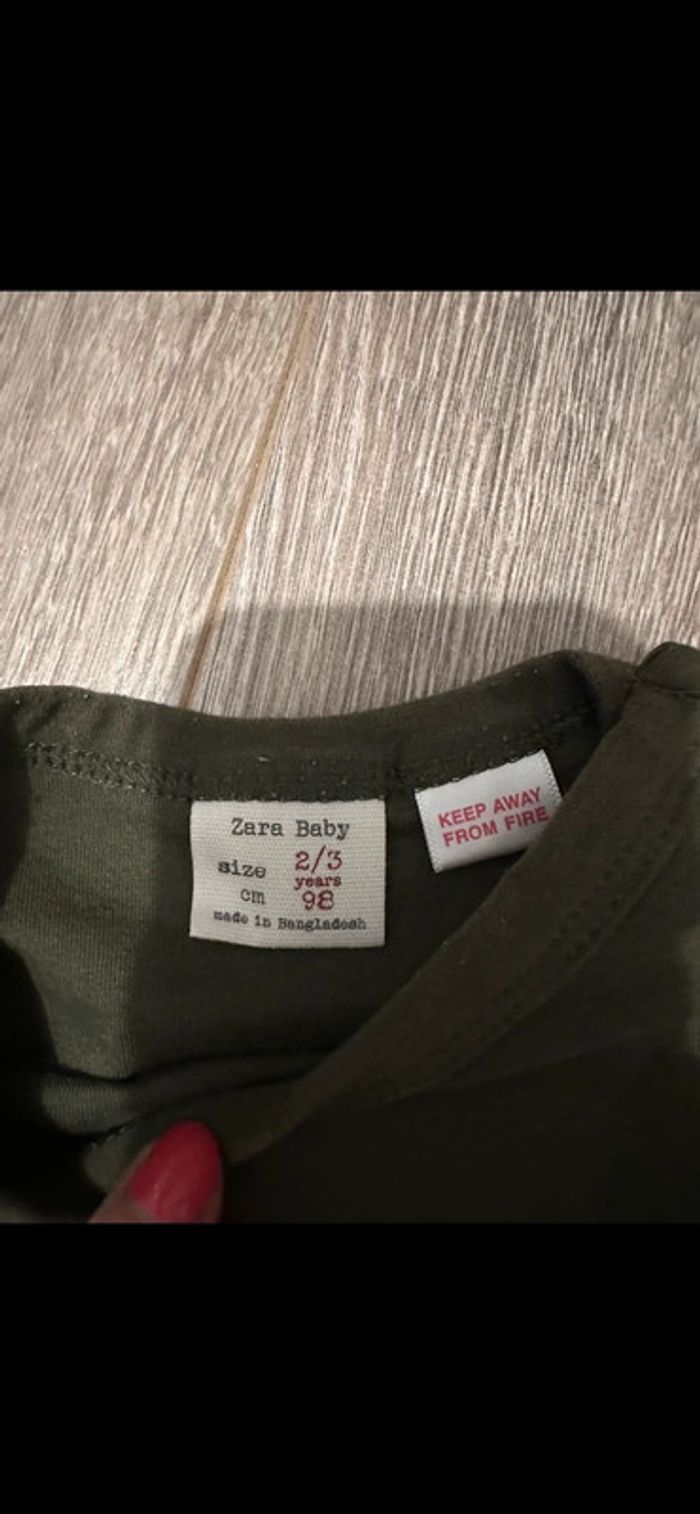 Zara Baby
size 2/3
years
cm 98
made in Bangladesh
KEEP AWAY
FROM FIRE